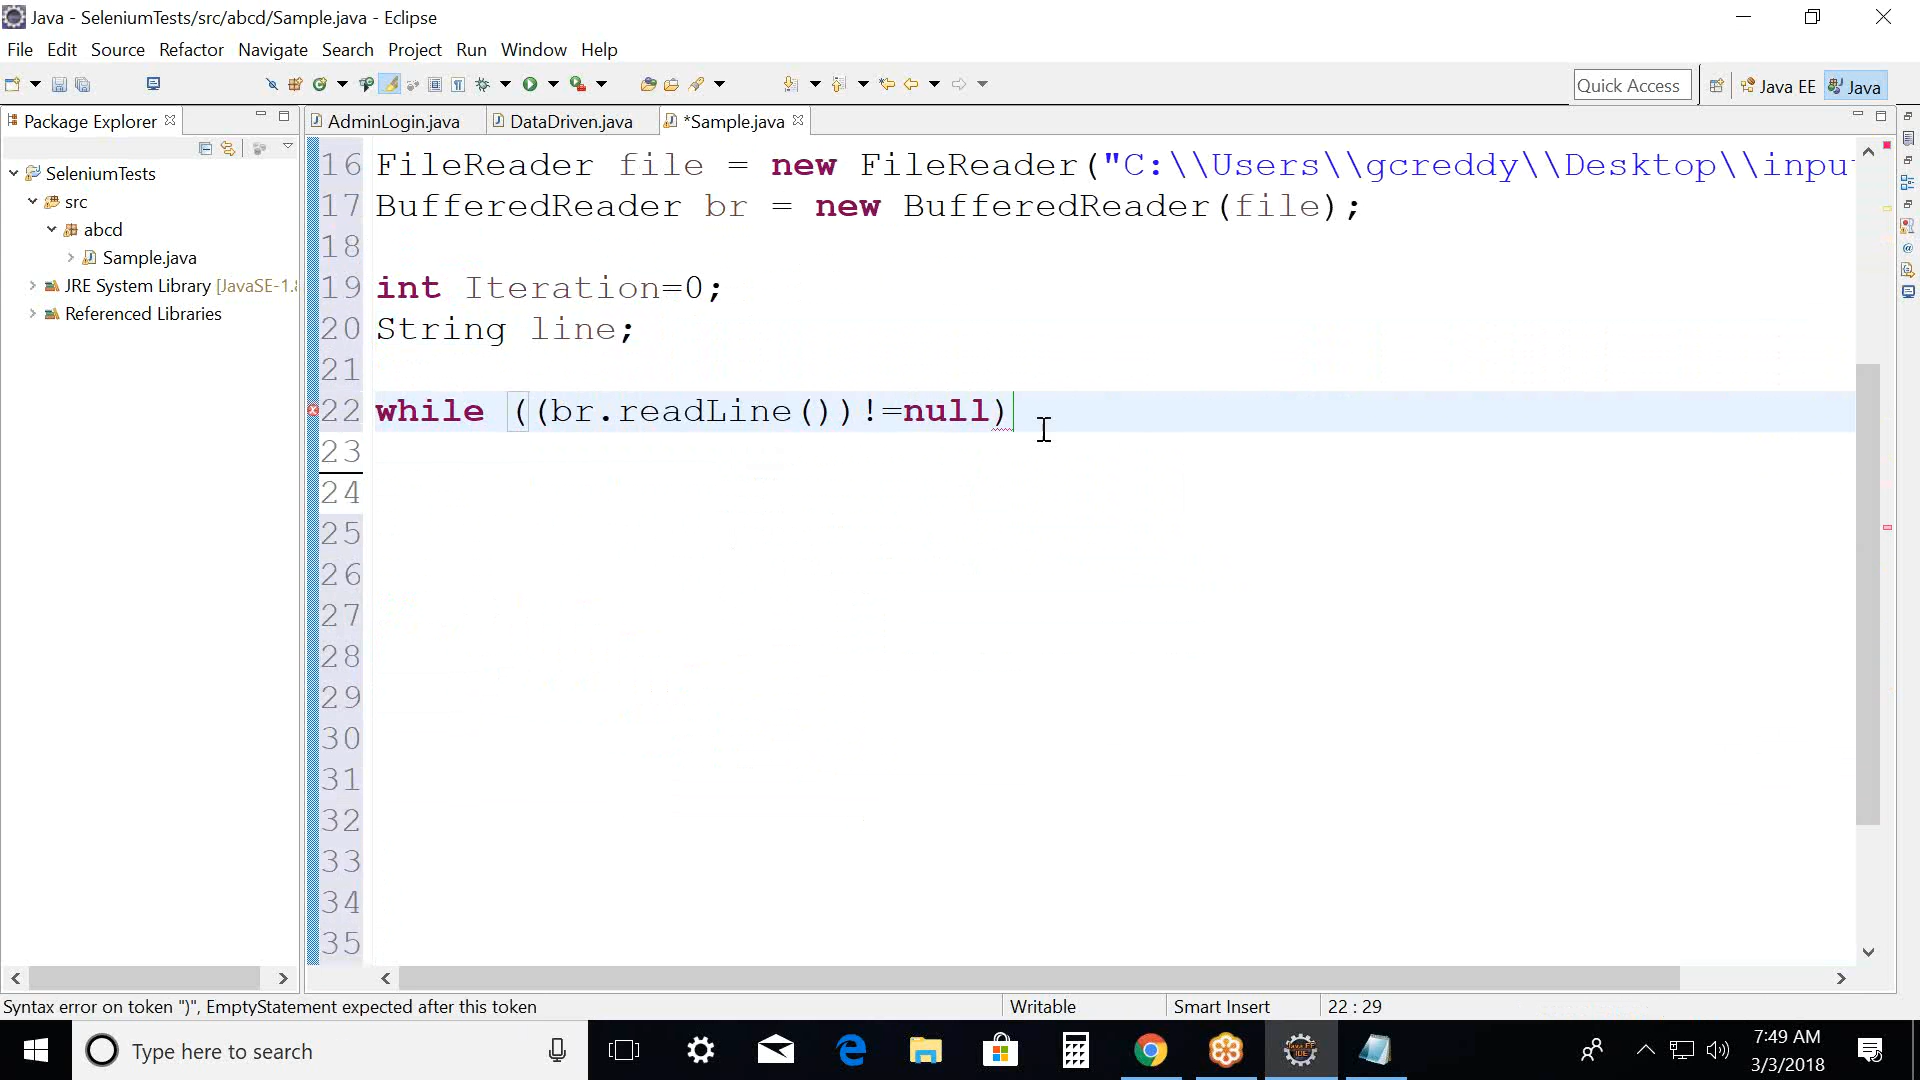 Java - SeleniumTests/src/abcd/Sample.java - Eclipse
File Edit Source Refactor Navigate Search Project Run Window Help
Quick Access Java EE Java
Package Explorer
AdminLogin.java DataDriven.java *Sample.java
SeleniumTests
src
abcd
Sample.java
JRE System Library [JavaSE-1.8
Referenced Libraries
16 FileReader file = new FileReader("C:\\Users\\gcreddy\\Desktop\\inpu
17 BufferedReader br = new BufferedReader(file);
18
19 int Iteration=0;
20 String line;
21
22 while ((br.readLine())!=null)
23
24
25
26
27
28
29
30
31
32
33
34
35
Syntax error on token ")", EmptyStatement expected after this token
Writable Smart Insert 22 : 29
Type here to search
7:49 AM
3/3/2018